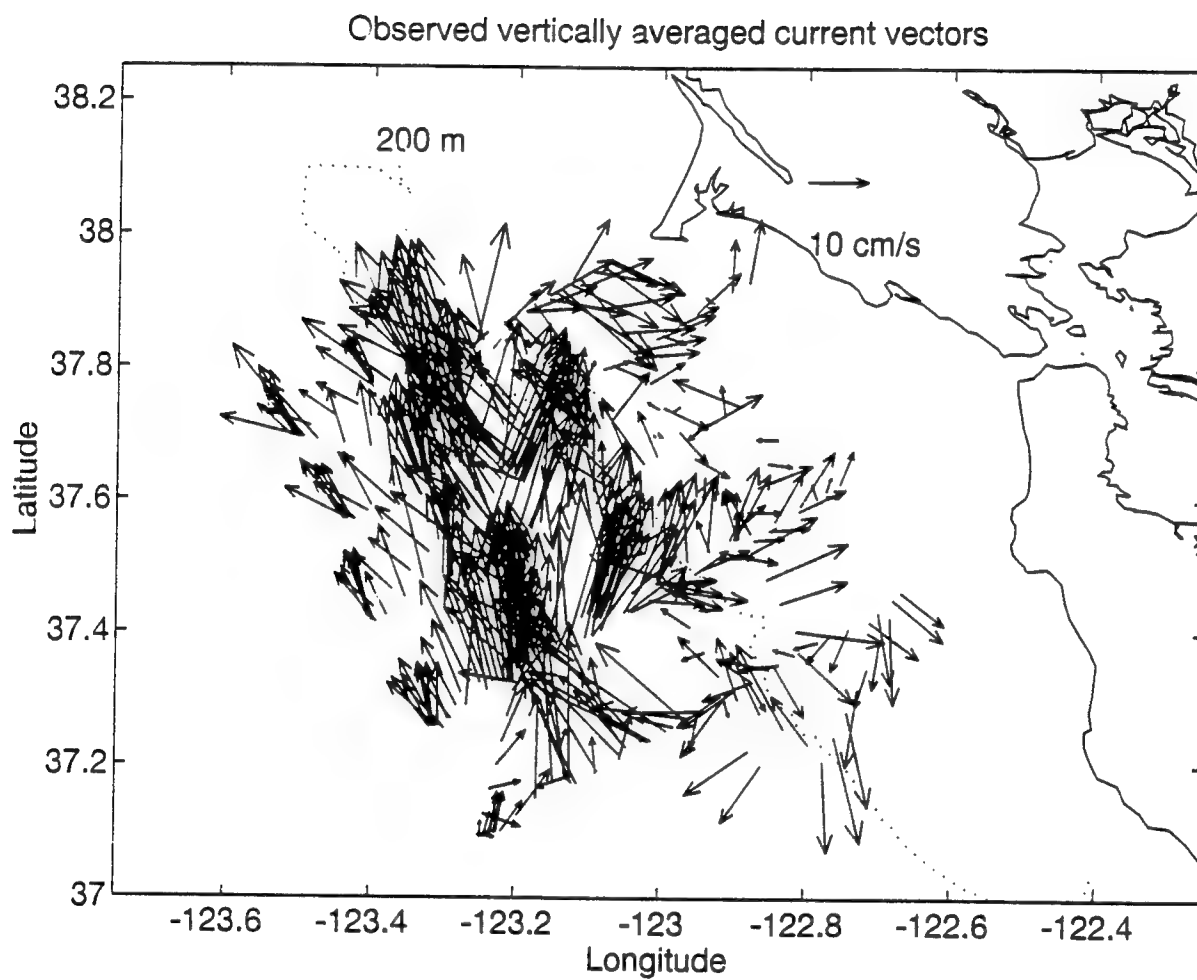 Observed vertically averaged current vectors
38.2
200 m
38
10 cm/s
37.8
37.6
Latitude
37.4
37.2
37
-123.6
-123.4
-123.2
-123
-122.8
-122.6
-122.4
Longitude